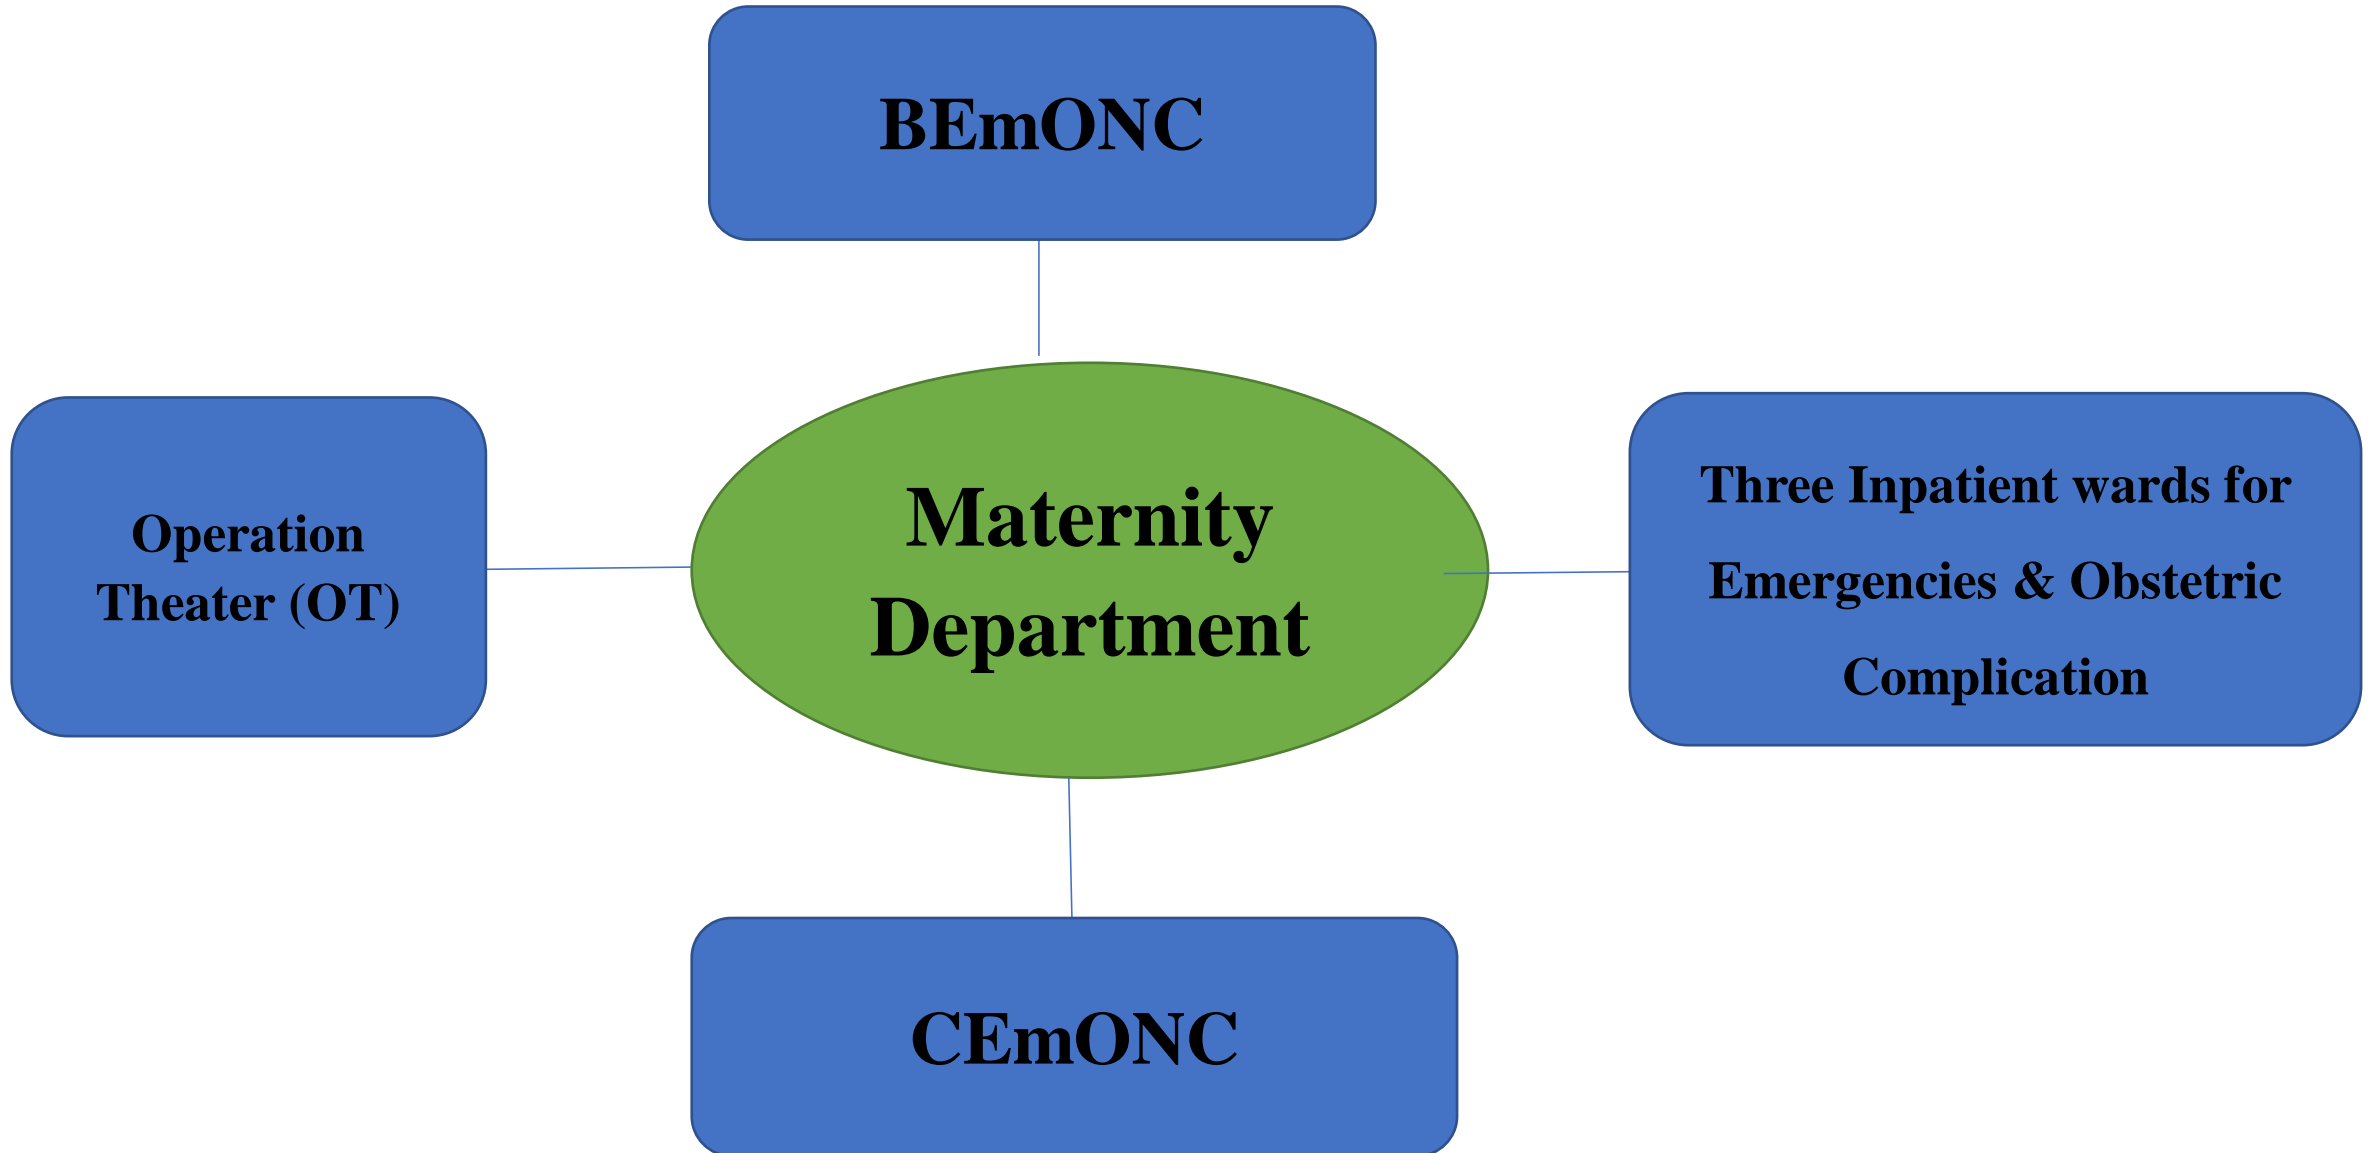 BEmONC
Operation
Theater (OT)
Maternity
Department
Three Inpatient wards for
Emergencies & Obstetric
Complication
CEmONC